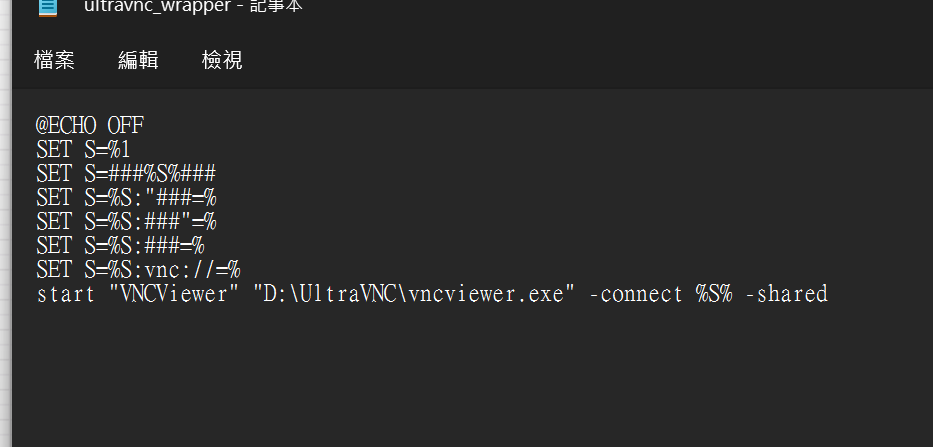 ultravnc_wrapper - 記事本
檔案 編輯 檢視
@ECHO OFF
SET S=%1
SET S=###%S%###
SET S=%S:"###=%
SET S=%S:###"=%
SET S=%S:###=%
SET S=%S:vnc://=%
start "VNCViewer" "D:\UltraVNC\vncviewer.exe" -connect %S% -shared